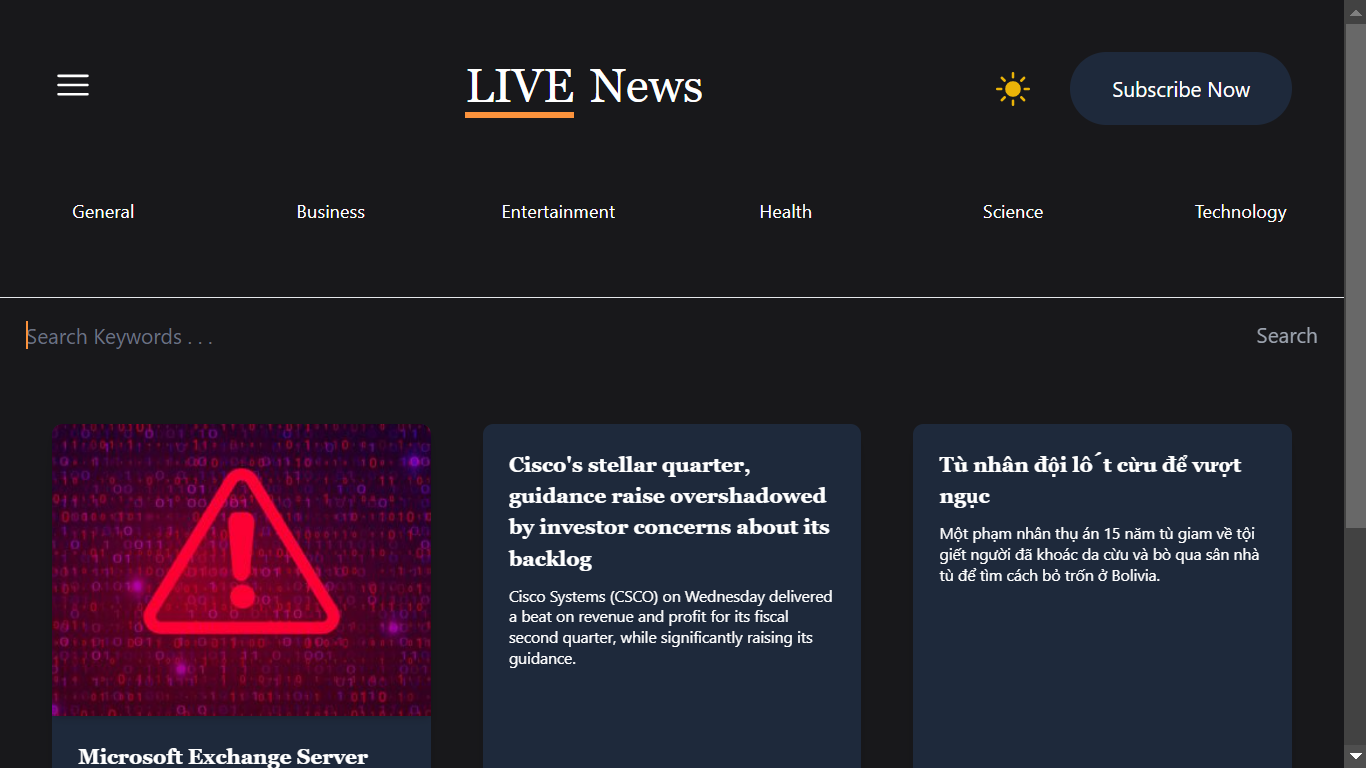 LIVE News
Subscribe Now
General
Business
Entertainment
Health
Science
Technology
Search Keywords . . .
Search
Microsoft Exchange Server
Cisco's stellar quarter,
guidance raise overshadowed
by investor concerns about its
backlog
Cisco Systems (CSCO) on Wednesday delivered
a beat on revenue and profit for its fiscal
second quarter, while significantly raising its
guidance.
Tù nhân đội lốt cừu để vượt
ngục
Một phạm nhân thụ án 15 năm tù giam về tội
giết người đã khoác da cừu và bò qua sân nhà
tù để tìm cách bỏ trốn ở Bolivia.